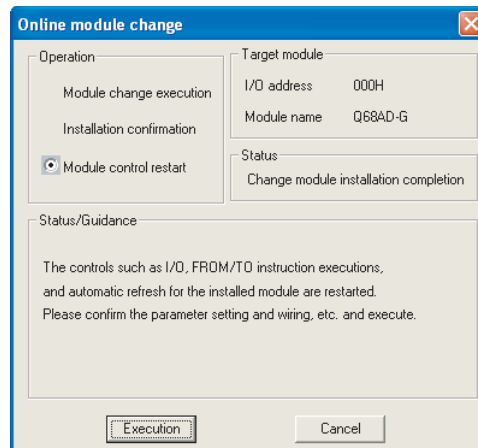 Online module change
Operation
Module change execution
Installation confirmation
Module control restart
Target module
I/O address 000H
Module name Q68AD-G
Status
Change module installation completion
Status/Guidance
The controls such as I/O, FROM/TO instruction executions,
and automatic refresh for the installed module are restarted.
Please confirm the parameter setting and wiring, etc. and execute.
Execution
Cancel